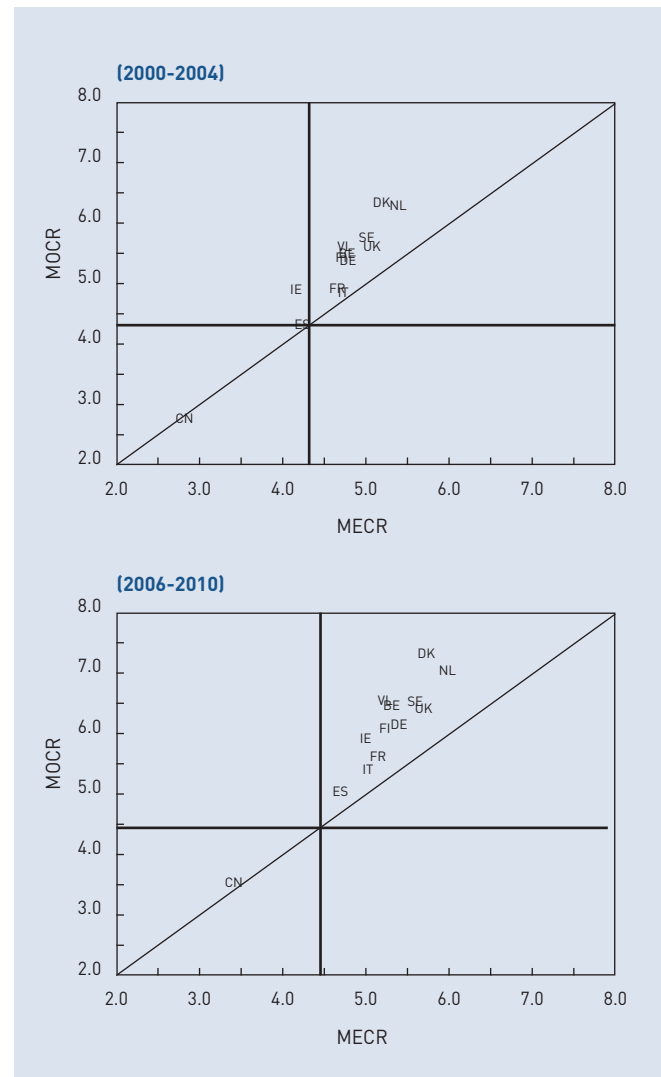 (2000-2004)
8.0
7.0
6.0
5.0
4.0
3.0
2.0
MOCR
DK
NL
SE
VL
UK
BE
DE
IE
FR
IT
ES
CN
2.0 3.0 4.0 5.0 6.0 7.0 8.0
MECR
(2006-2010)
8.0
7.0
6.0
5.0
4.0
3.0
2.0
MOCR
DK
NL
VL
BE
SE
UK
FI
DE
IE
FR
IT
ES
CN
2.0 3.0 4.0 5.0 6.0 7.0 8.0
MECR